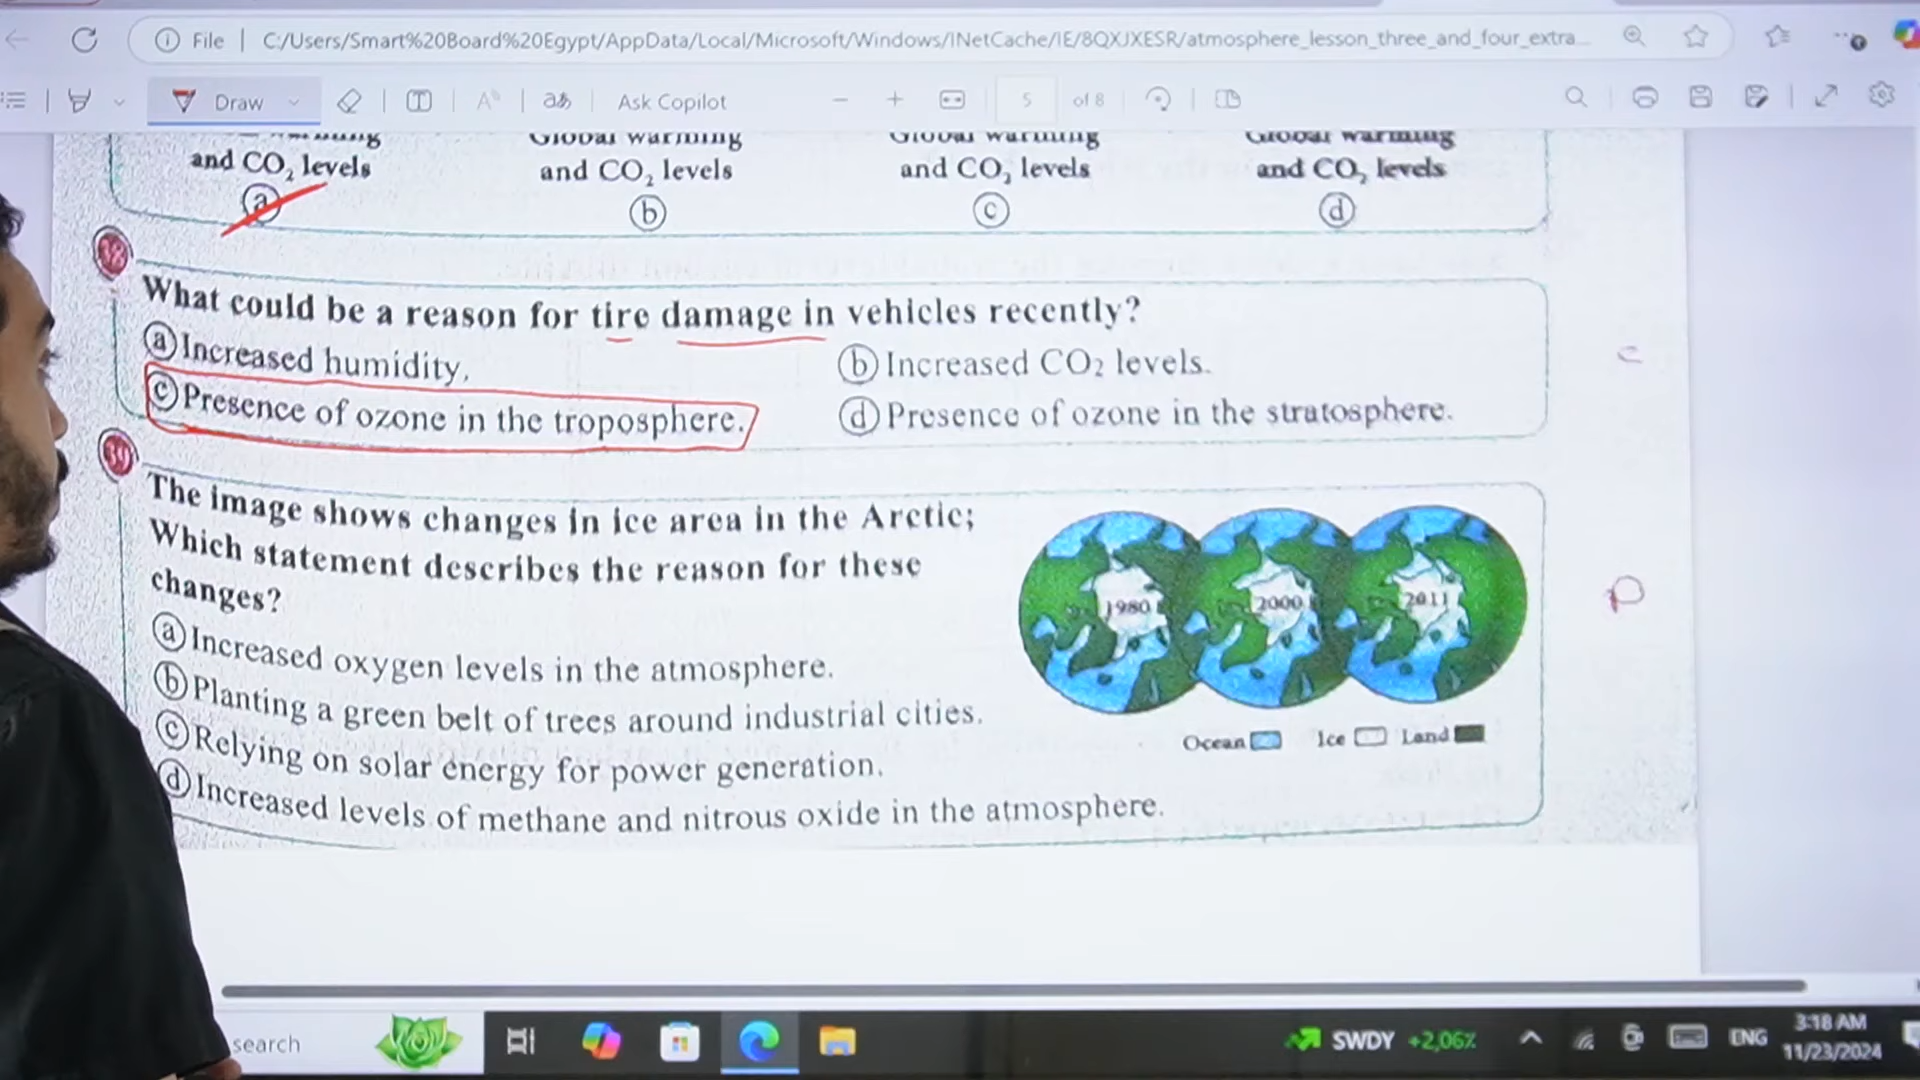 File | C:/Users/Smart%20Board%20Egypt/AppData/Local/Microsoft/Windows/INetCache/IE/8QXJXESR/atmosphere_lesson_three_and_four_extra...
Draw
aあ
Ask Copilot
5 of 8
Global warming Global warming Global warming
and CO₂ levels and CO₂ levels and CO₂ levels and CO₂ levels
a b c d
38
What could be a reason for tire damage in vehicles recently?
a Increased humidity. b Increased CO₂ levels.
c Presence of ozone in the troposphere. d Presence of ozone in the stratosphere.
c
39
The image shows changes in ice area in the Arctic;
Which statement describes the reason for these
changes?
a Increased oxygen levels in the atmosphere.
b Planting a green belt of trees around industrial cities.
c Relying on solar energy for power generation.
d Increased levels of methane and nitrous oxide in the atmosphere.
1980 2000 2011
Ocean Ice Land
D
search
SWDY +2,06%
ENG
3:18 AM
11/23/2024